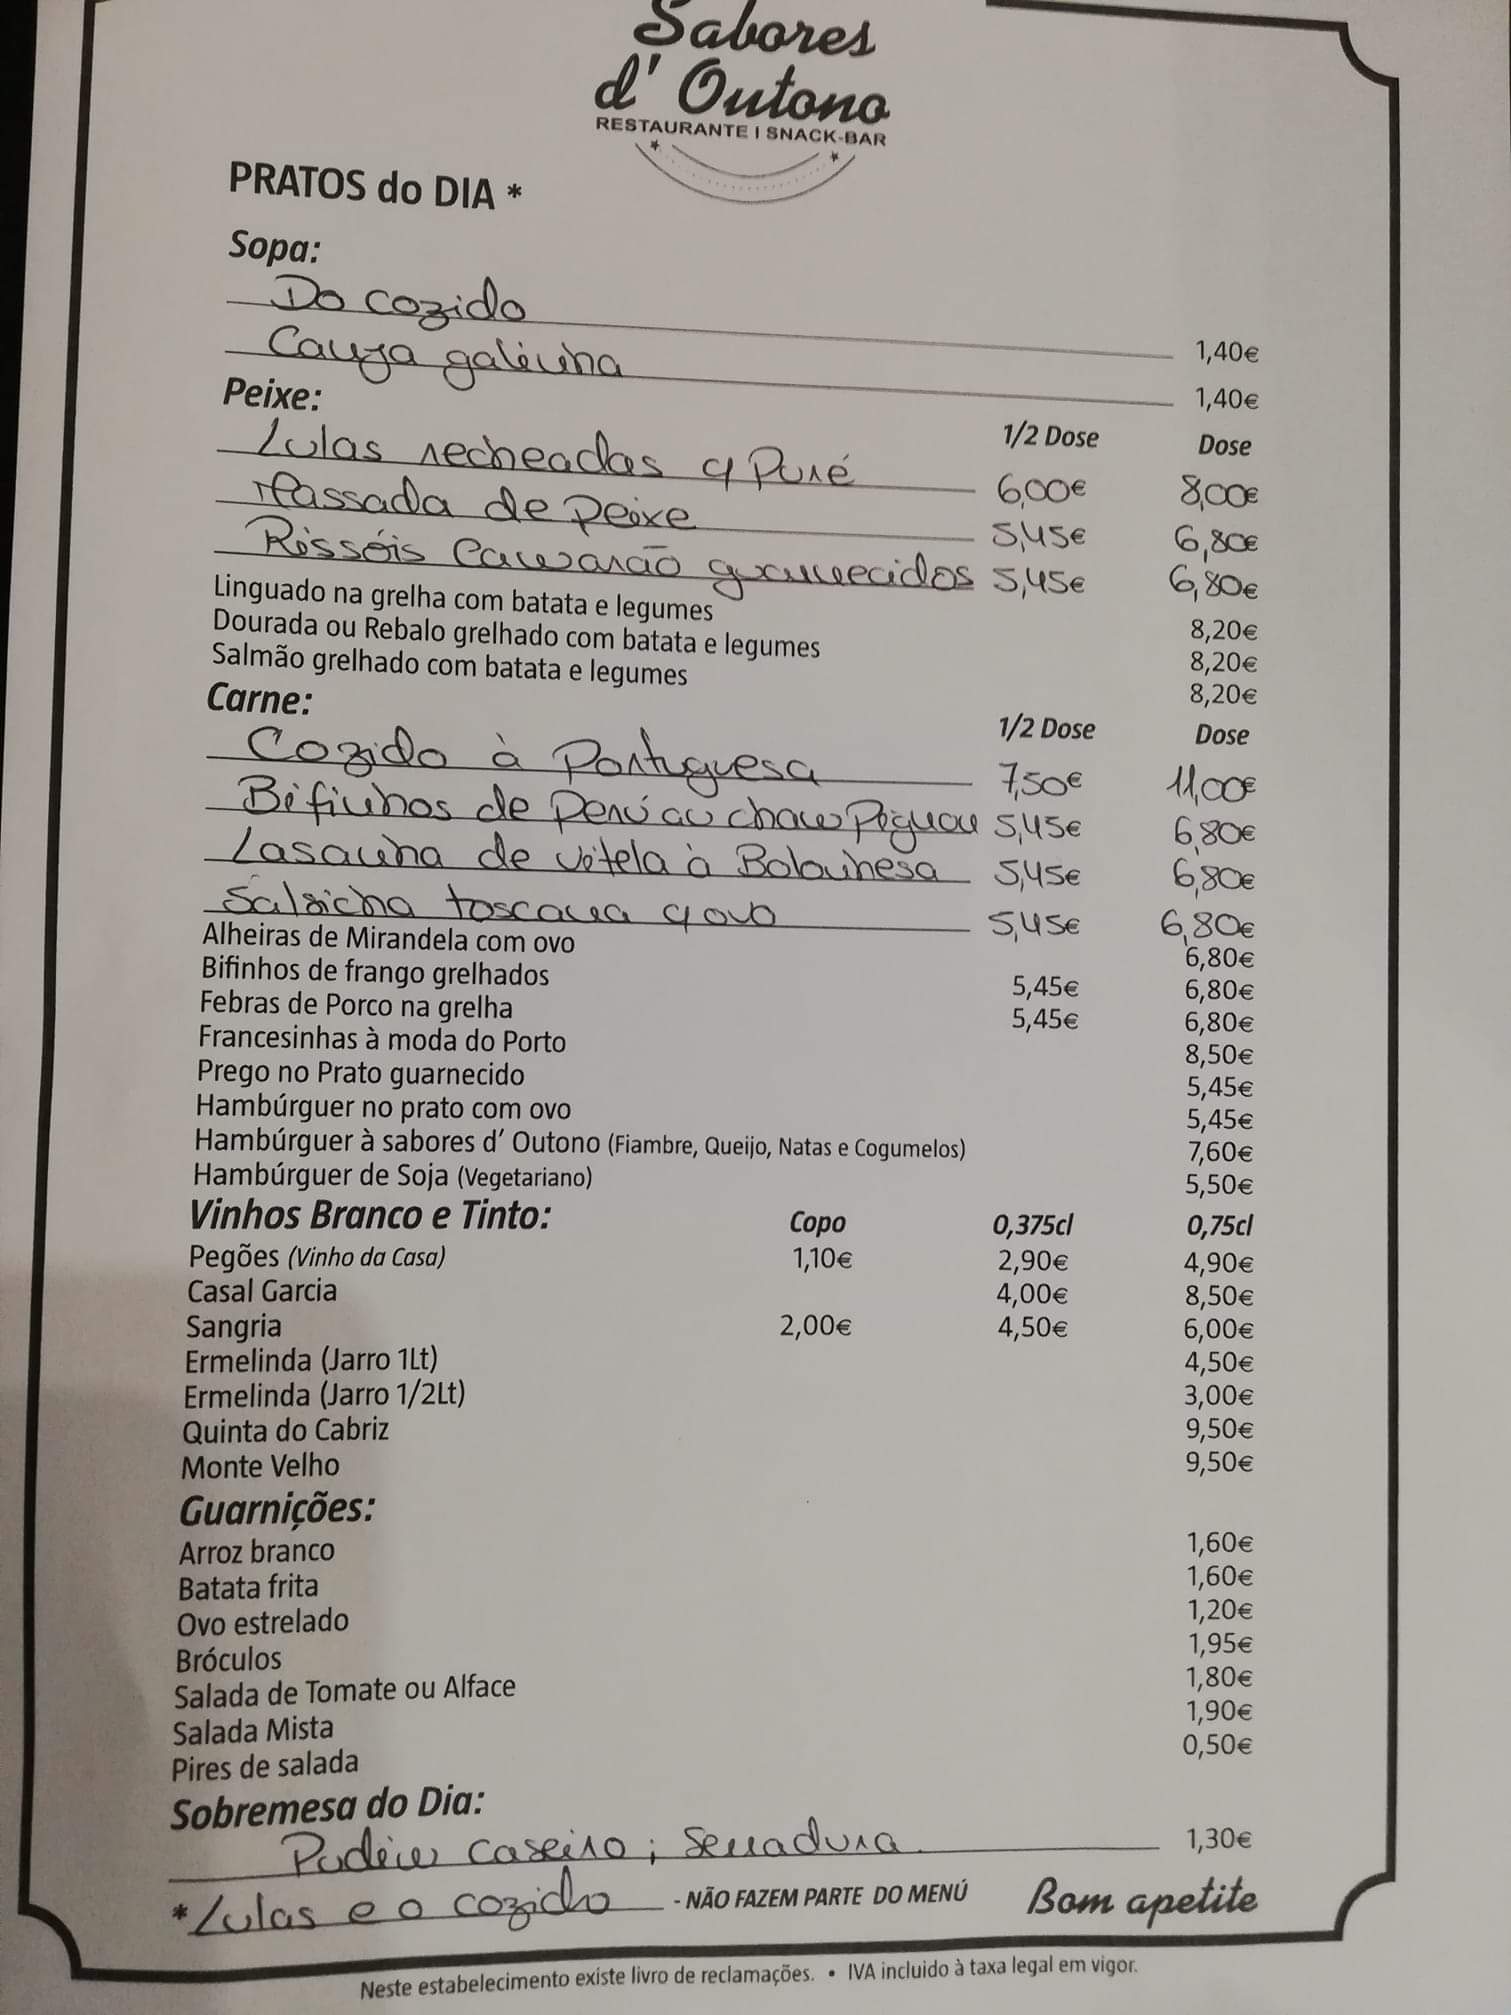 Sabores
d' Outono
RESTAURANTE | SNACK-BAR
PRATOS do DIA *
Sopa:
Do cozido 1,40€
Canja galinha 1,40€
Peixe: 1/2 Dose Dose
Lulas recheadas c/ Puré 6,00€ 8,00€
Massada de peixe 5,45€ 6,80€
Rissóis camarão guarnecidos 5,45€ 6,80€
Linguado na grelha com batata e legumes 8,20€
Dourada ou Rebalo grelhado com batata e legumes 8,20€
Salmão grelhado com batata e legumes 8,20€
Carne: 1/2 Dose Dose
Cozido à Portuguesa 7,50€ 11,00€
Bifinhos de Perú ao champignon 5,45€ 6,80€
Lasanha de vitela à Bolonhesa 5,45€ 6,80€
Salsicha toscana c/ ovo 5,45€ 6,80€
Alheiras de Mirandela com ovo 6,80€
Bifinhos de frango grelhados 5,45€ 6,80€
Febras de Porco na grelha 5,45€ 6,80€
Francesinhas à moda do Porto 8,50€
Prego no Prato guarnecido 5,45€
Hambúrguer no prato com ovo 5,45€
Hambúrguer à sabores d' Outono (Fiambre, Queijo, Natas e Cogumelos) 7,60€
Hambúrguer de Soja (Vegetariano) 5,50€
Vinhos Branco e Tinto: Copo 0,375cl 0,75cl
Pegões (Vinho da Casa) 1,10€ 2,90€ 4,90€
Casal Garcia 4,00€ 8,50€
Sangria 2,00€ 4,50€ 6,00€
Ermelinda (Jarro 1Lt) 4,50€
Ermelinda (Jarro 1/2Lt) 3,00€
Quinta do Cabriz 9,50€
Monte Velho 9,50€
Guarnições:
Arroz branco 1,60€
Batata frita 1,60€
Ovo estrelado 1,20€
Bróculos 1,95€
Salada de Tomate ou Alface 1,80€
Salada Mista 1,90€
Pires de salada 0,50€
Sobremesa do Dia:
Pudim caseiro ; Serradura 1,30€
*Lulas e o cozido - NÃO FAZEM PARTE DO MENÚ Bom apetite
Neste estabelecimento existe livro de reclamações. • IVA incluido à taxa legal em vigor.